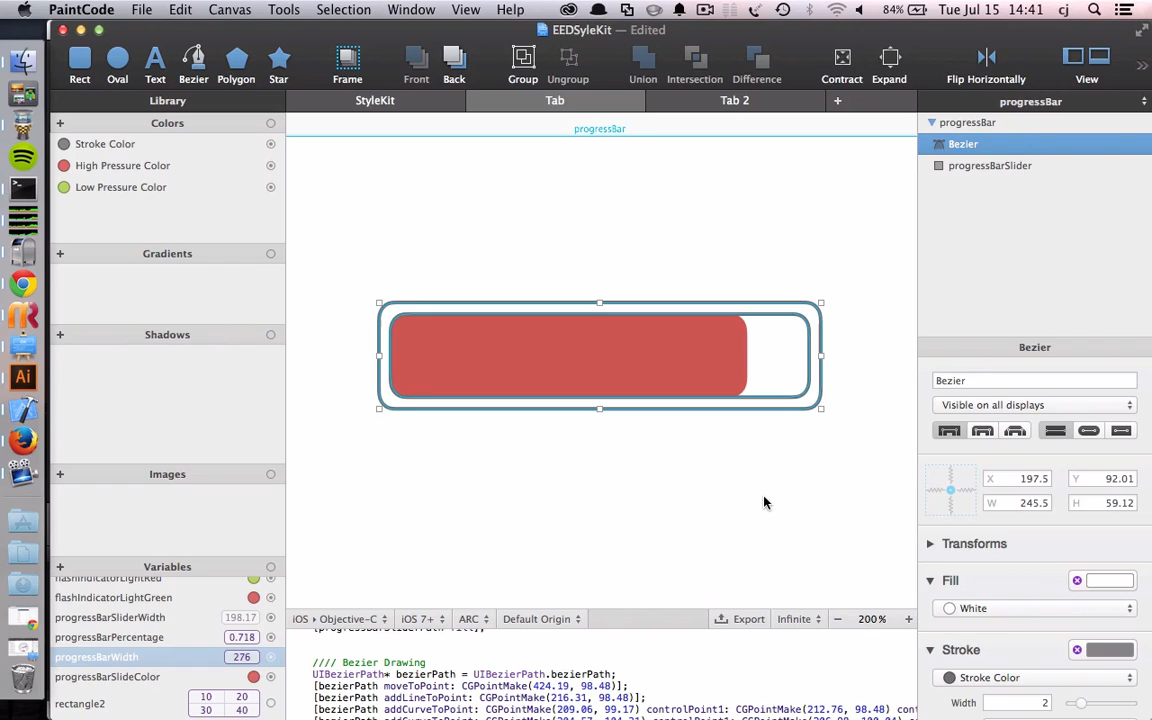 PaintCode File Edit Canvas Tools Selection Window View Help 84% Tue Jul 15 14:41 cj
EEDSyleKit — Edited
Rect Oval Text Bezier Polygon Star Frame Front Back Group Ungroup Union Intersection Difference Contract Expand Flip Horizontally View
Library StyleKit Tab Tab 2 + progressBar
+ Colors
Stroke Color
High Pressure Color
Low Pressure Color
+ Gradients
+ Shadows
+ Images
+ Variables
flashIndicatorLightRed
flashIndicatorLightGreen
progressBarSliderWidth 198.17
progressBarPercentage 0.718
progressBarWidth 276
progressBarSlideColor
rectangle2 10 20
30 40
progressBar
iOS ▸ Objective-C iOS 7+ ARC Default Origin Export Infinite − 200% +
//// Bezier Drawing
UIBezierPath* bezierPath = UIBezierPath.bezierPath;
[bezierPath moveToPoint: CGPointMake(424.19, 98.48)];
[bezierPath addLineToPoint: CGPointMake(216.31, 98.48)];
[bezierPath addCurveToPoint: CGPointMake(209.06, 99.17) controlPoint1: CGPointMake(212.76, 98.48)
progressBar
Bezier
progressBarSlider
Bezier
Bezier
Visible on all displays
X 197.5 Y 92.01
W 245.5 H 59.12
Transforms
Fill
White
Stroke
Stroke Color
Width 2